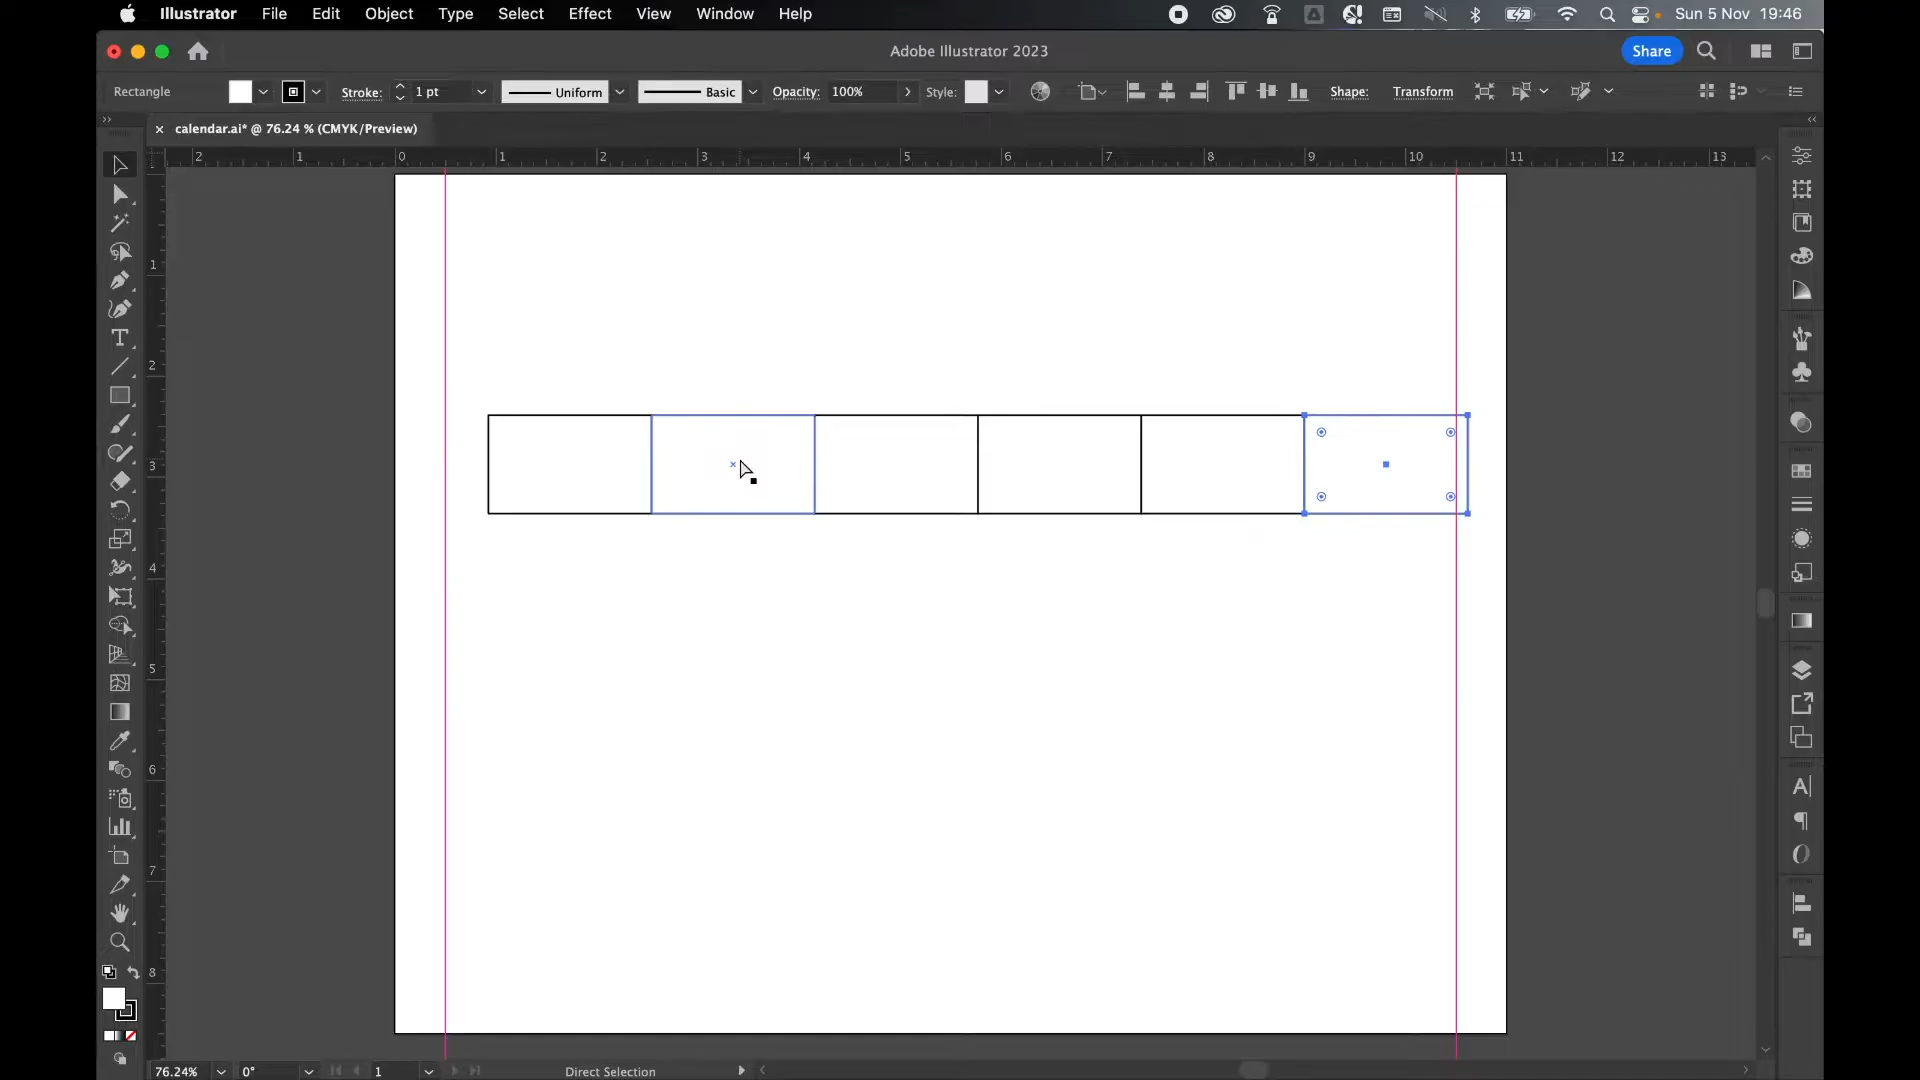 Illustrator File Edit Object Type Select Effect View Window Help Sun 5 Nov 19:46
Adobe Illustrator 2023 Share
Rectangle Stroke: 1 pt Uniform Basic Opacity: 100% Style: Shape: Transform
× calendar.ai* @ 76.24 % (CMYK/Preview)
2 1 0 1 2 3 4 5 6 7 8 9 10 11 12 13
1
2
3
4
5
6
7
8
76.24% 0° 1 Direct Selection